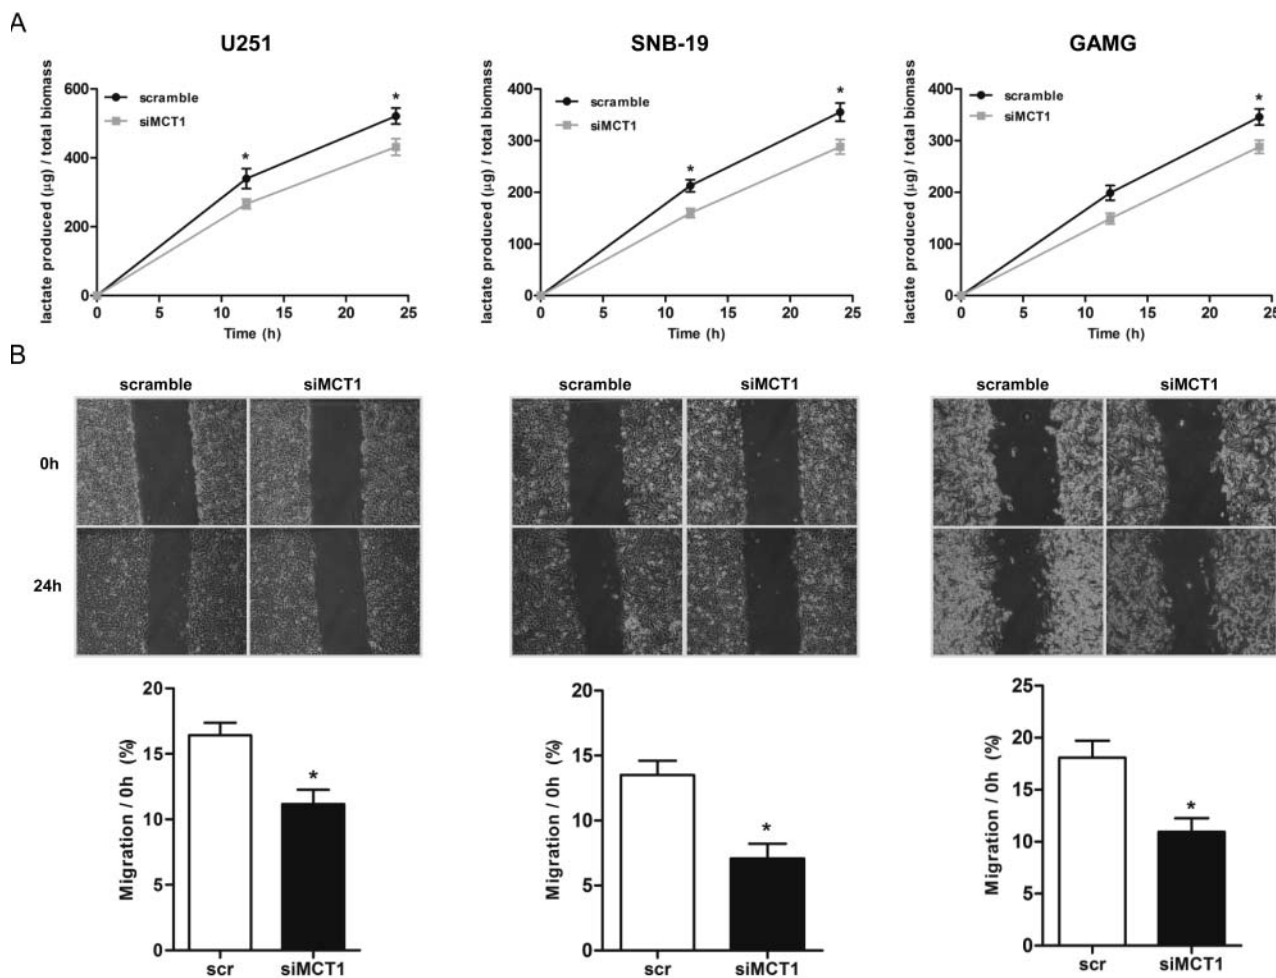 A
U251
SNB-19
GAMG
lactate produced (µg) / total biomass
600
400
200
0
scramble
siMCT1
*
*
0 5 10 15 20 25
Time (h)
lactate produced (µg) / total biomass
400
300
200
100
0
scramble
siMCT1
*
*
0 5 10 15 20 25
Time (h)
lactate produced (µg) / total biomass
400
300
200
100
0
scramble
siMCT1
*
0 5 10 15 20 25
Time (h)
B
scramble siMCT1
scramble siMCT1
scramble siMCT1
0h
24h
Migration / 0h (%)
20
15
10
5
0
*
scr siMCT1
Migration / 0h (%)
20
15
10
5
0
*
scr siMCT1
Migration / 0h (%)
25
20
15
10
5
0
*
scr siMCT1